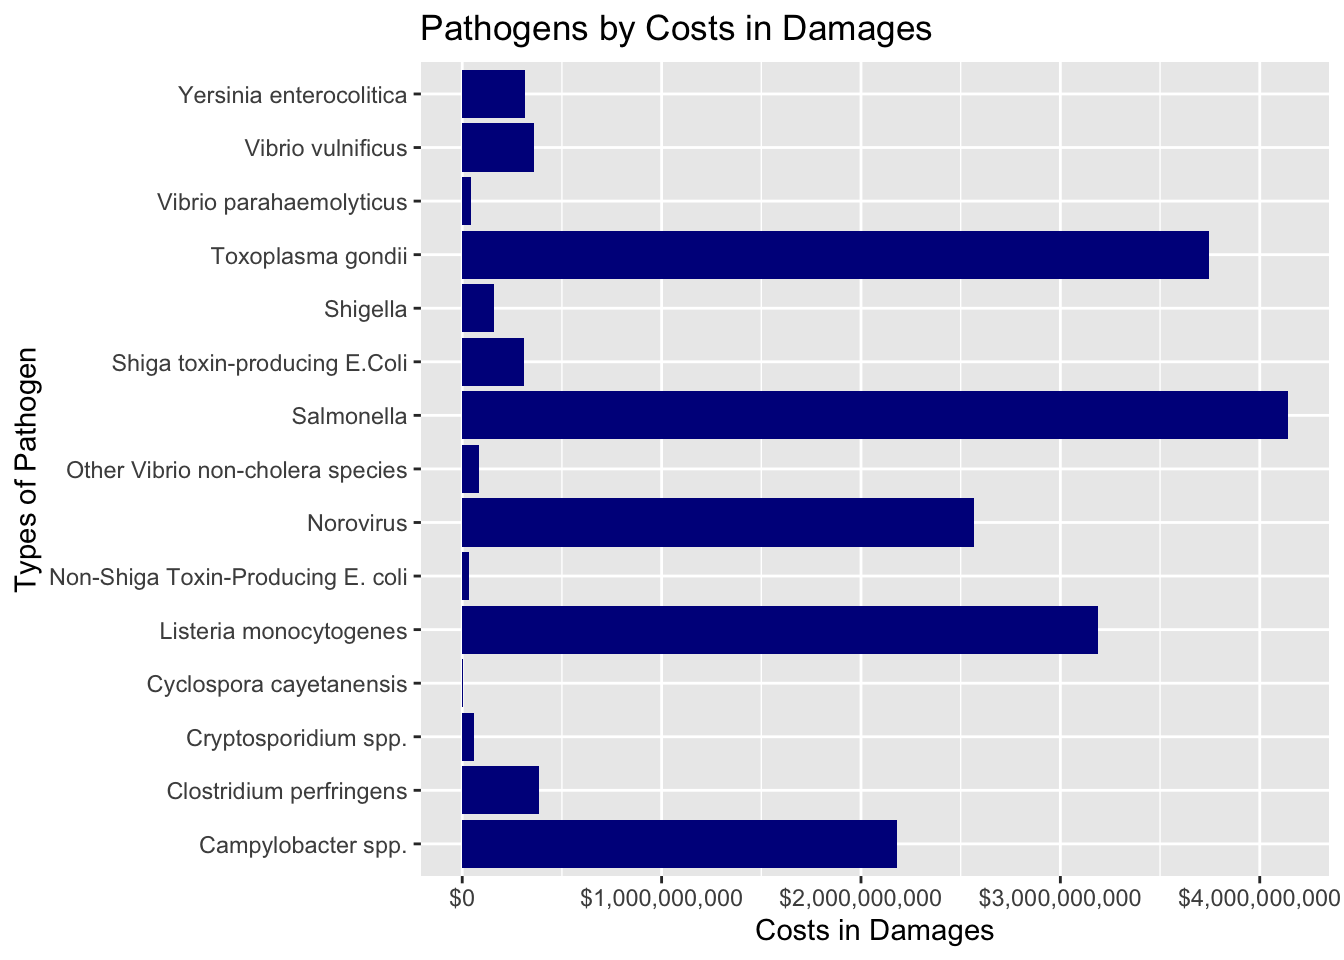 Pathogens by Costs in Damages
Types of Pathogen
Yersinia enterocolitica
Vibrio vulnificus
Vibrio parahaemolyticus
Toxoplasma gondii
Shigella
Shiga toxin-producing E.Coli
Salmonella
Other Vibrio non-cholera species
Norovirus
Non-Shiga Toxin-Producing E. coli
Listeria monocytogenes
Cyclospora cayetanensis
Cryptosporidium spp.
Clostridium perfringens
Campylobacter spp.
$0 $1,000,000,000 $2,000,000,000 $3,000,000,000 $4,000,000,000
Costs in Damages